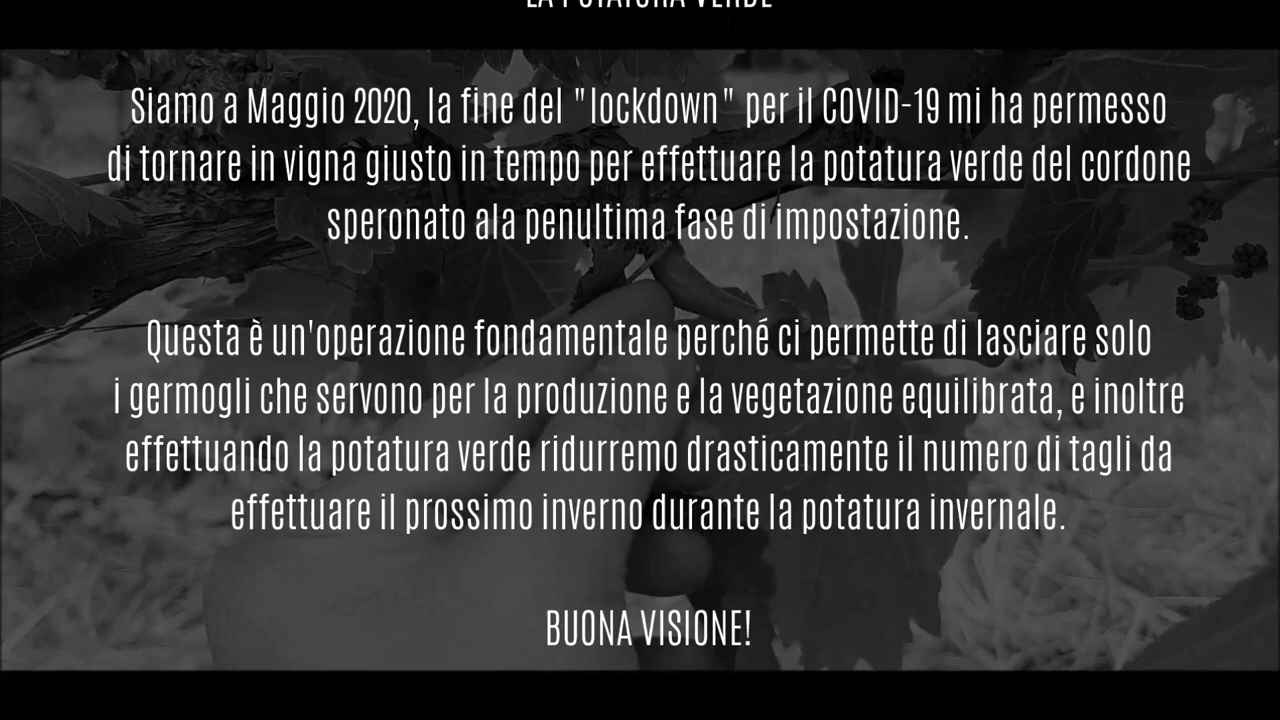 LA POTATURA VERDE
Siamo a Maggio 2020, la fine del "lockdown" per il COVID-19 mi ha permesso
di tornare in vigna giusto in tempo per effettuare la potatura verde del cordone
speronato ala penultima fase di impostazione.
Questa è un'operazione fondamentale perché ci permette di lasciare solo
i germogli che servono per la produzione e la vegetazione equilibrata, e inoltre
effettuando la potatura verde ridurremo drasticamente il numero di tagli da
effettuare il prossimo inverno durante la potatura invernale.
BUONA VISIONE!